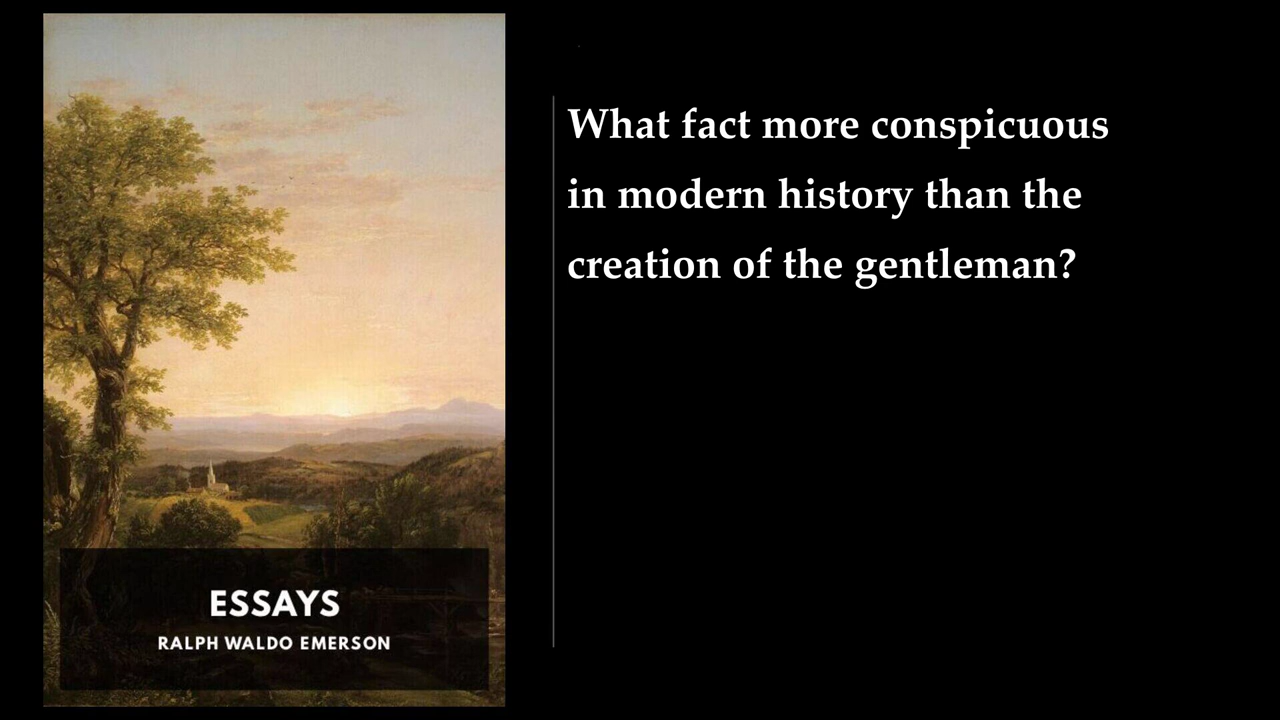 What fact more conspicuous
in modern history than the
creation of the gentleman?
ESSAYS
RALPH WALDO EMERSON